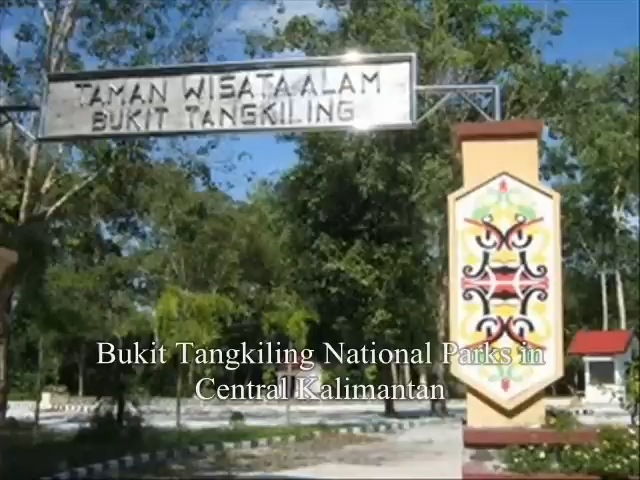 TAMAN WISATA ALAM
BUKIT TANGKILING
Bukit Tangkiling National Parks in
Central Kalimantan